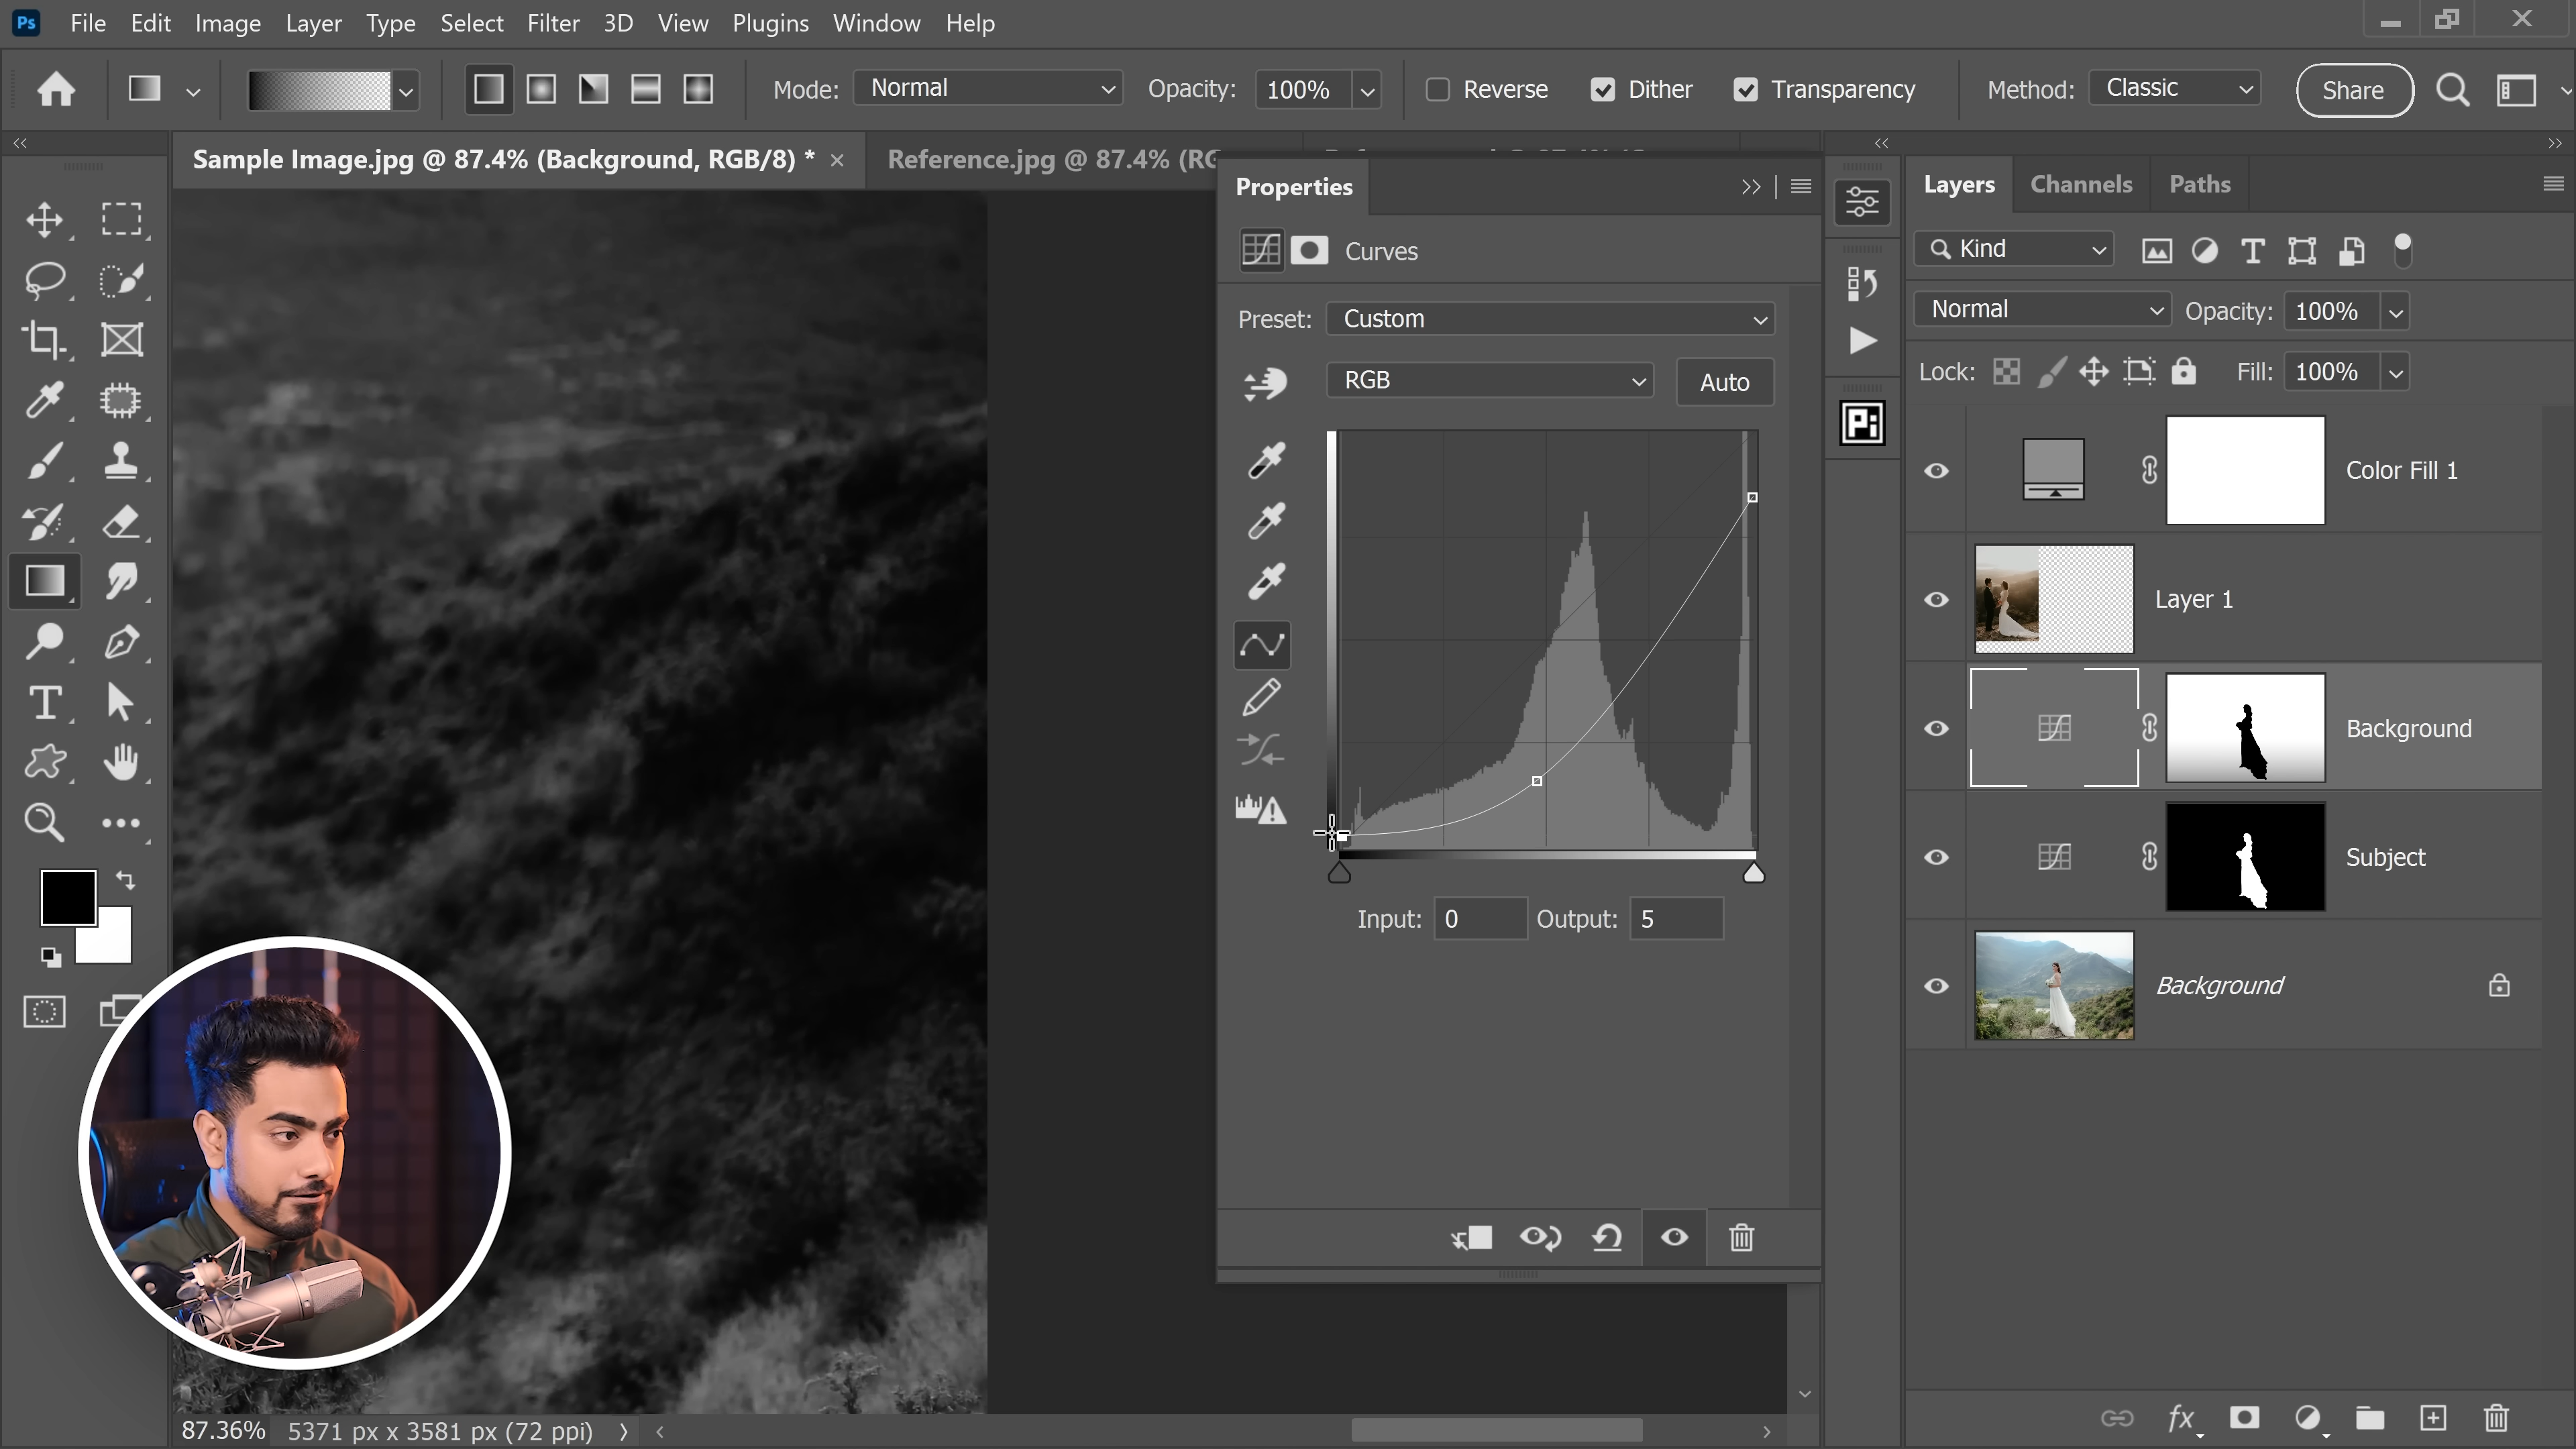 Ps File Edit Image Layer Type Select Filter 3D View Plugins Window Help
Mode: Normal Opacity: 100% Reverse Dither Transparency Method: Classic Share
Sample Image.jpg @ 87.4% (Background, RGB/8) * × Reference.jpg @ 87.4% (RG
Properties
Curves
Preset: Custom
RGB Auto
Input: 0 Output: 5
87.36% 5371 px x 3581 px (72 ppi)
Pi
Layers Channels Paths
Kind
Normal Opacity: 100%
Lock: Fill: 100%
Color Fill 1
Layer 1
Background
Subject
Background
fx